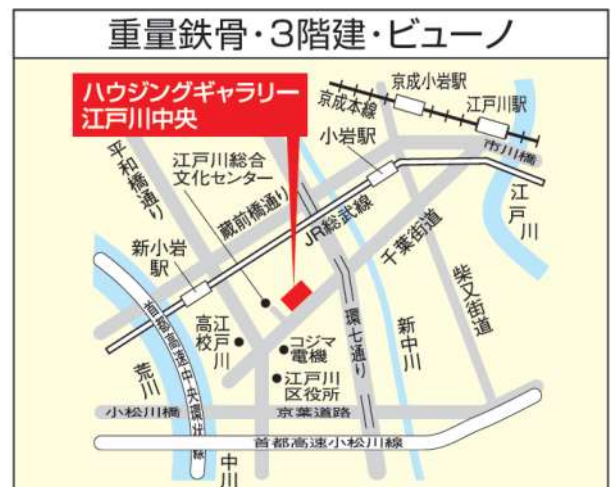 重量鉄骨・3階建・ビューノ
ハウジングギャラリー
江戸川中央
京成小岩駅
京成本線
江戸川駅
市川橋
小岩駅
江戸川
平和橋通り
江戸川総合
文化センター
蔵前橋通り
JR総武線
千葉街道
新小岩
駅
柴又街道
首都高速中央環状線
江戸川
高校
コジマ
電機
環七通り
新中川
荒川
江戸川
区役所
小松川橋
京葉道路
首都高速小松川線
中川